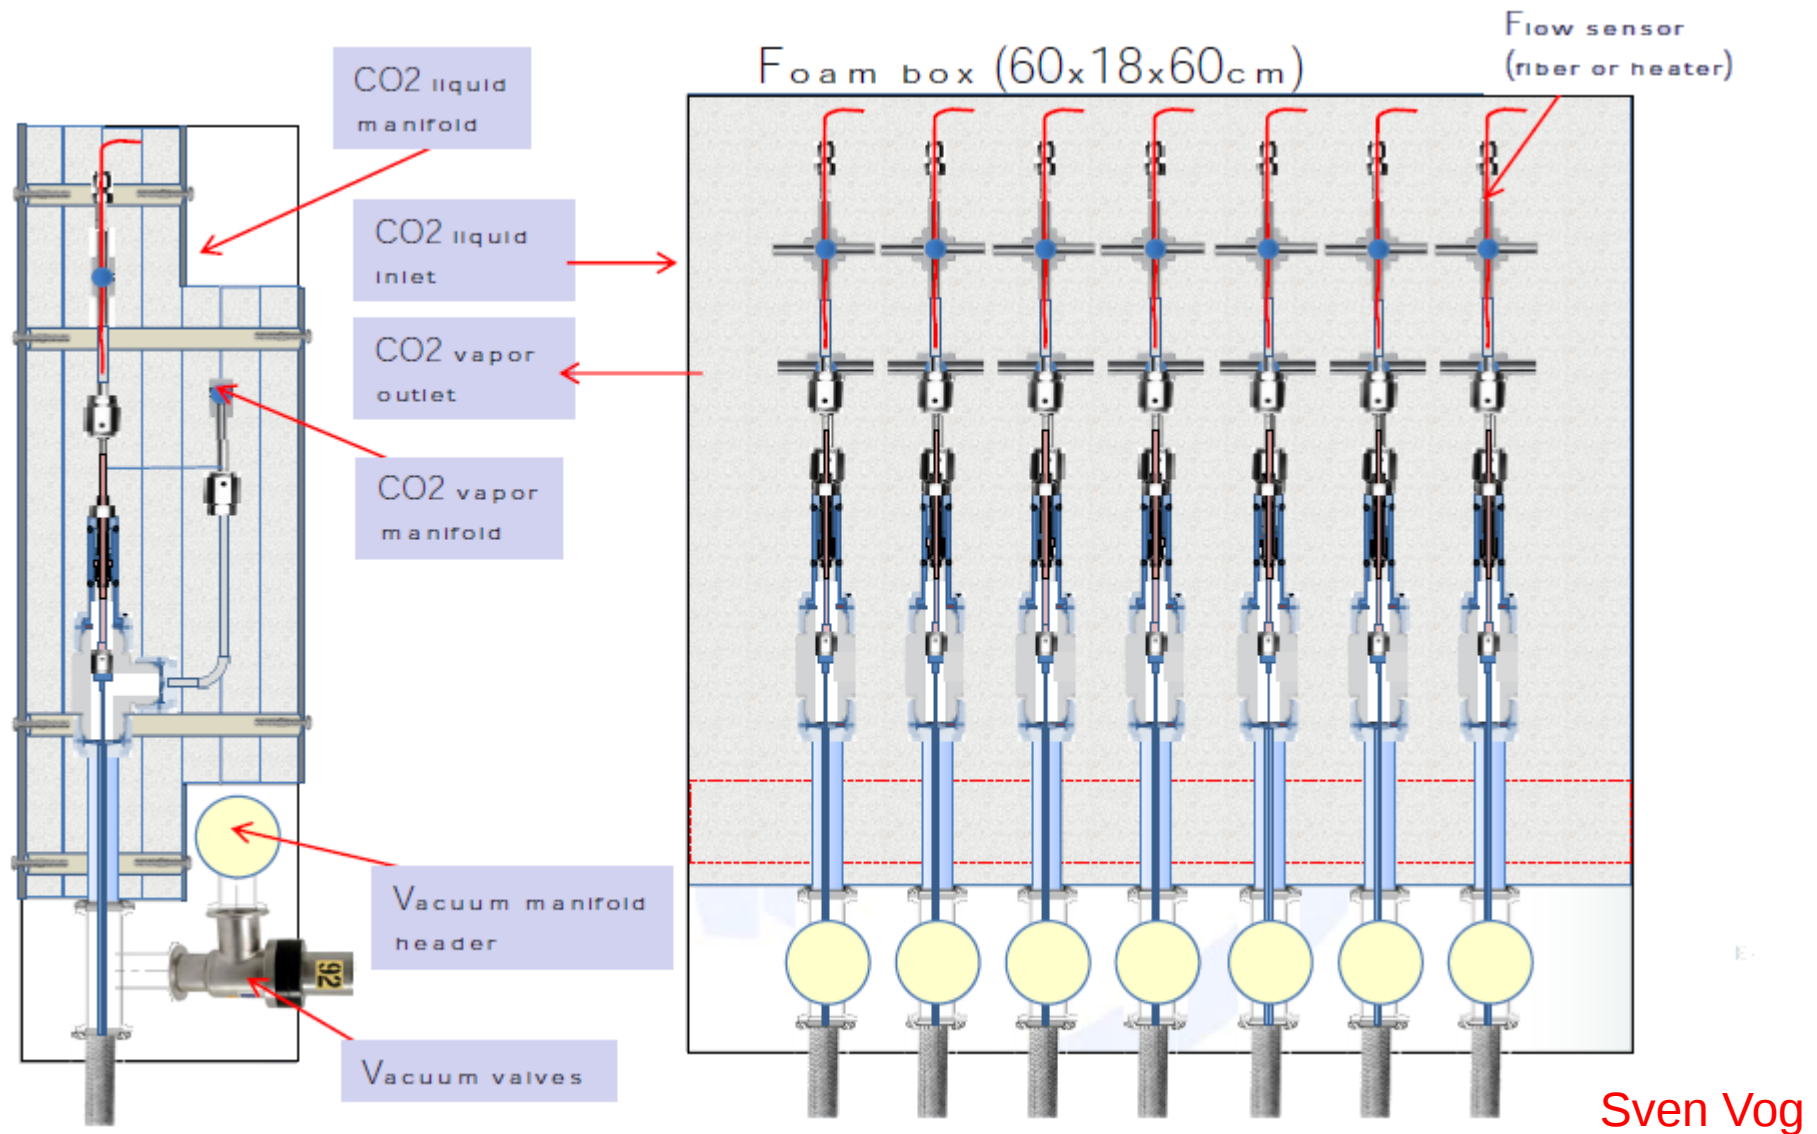 Flow sensor
(fiber or heater)
Foam box (60x18x60cm)
CO2 liquid
manifold
CO2 liquid
inlet
CO2 vapor
outlet
CO2 vapor
manifold
Vacuum manifold
header
Vacuum valves
92
Sven Vog